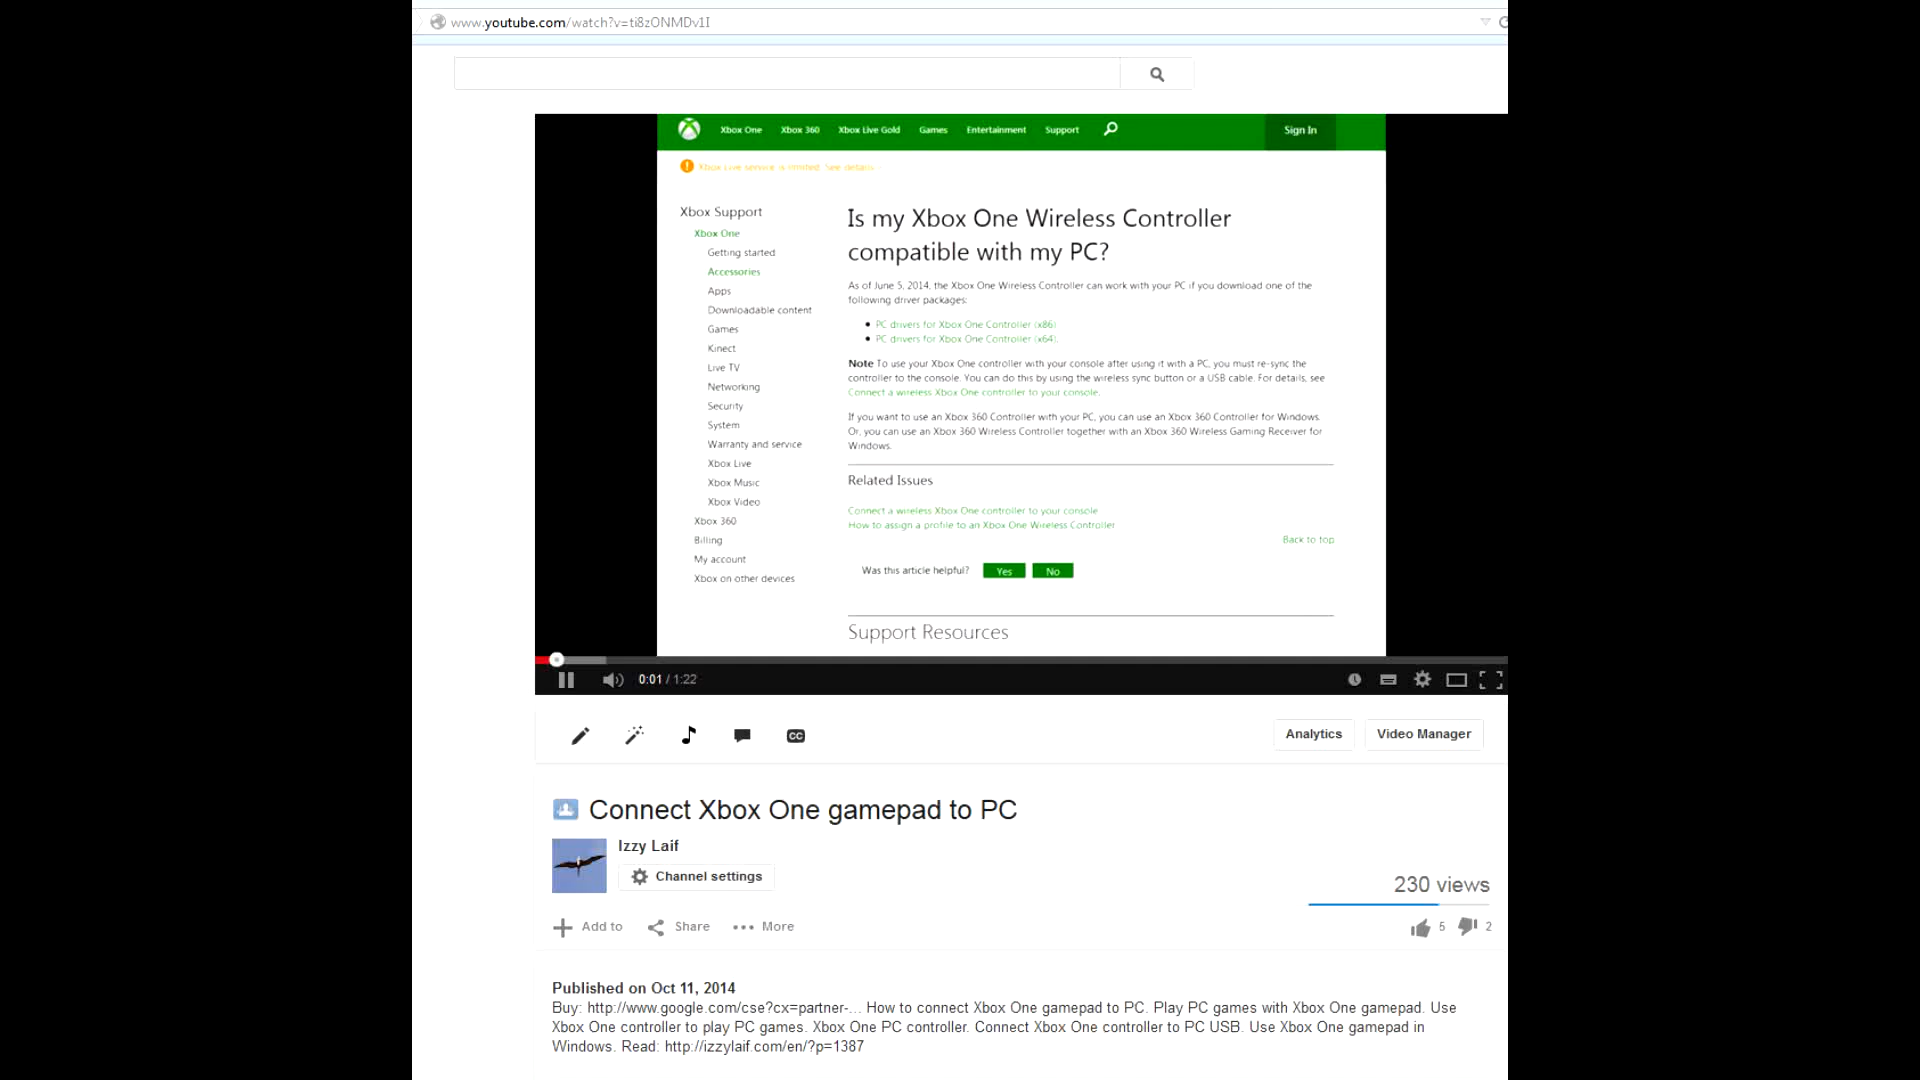 www.youtube.com/watch?v=ti8zONMDv1I
Xbox One Xbox 360 Xbox Live Gold Games Entertainment Support Sign In
Xbox Live service is limited. See details
Xbox Support
Xbox One
Getting started
Accessories
Apps
Downloadable content
Games
Kinect
Live TV
Networking
Security
System
Warranty and service
Xbox Live
Xbox Music
Xbox Video
Xbox 360
Billing
My account
Xbox on other devices
Is my Xbox One Wireless Controller
compatible with my PC?
As of June 5, 2014, the Xbox One Wireless Controller can work with your PC if you download one of the
following driver packages:
• PC drivers for Xbox One Controller (x86)
• PC drivers for Xbox One Controller (x64).
Note To use your Xbox One controller with your console after using it with a PC, you must re-sync the
controller to the console. You can do this by using the wireless sync button or a USB cable. For details, see
Connect a wireless Xbox One controller to your console.
If you want to use an Xbox 360 Controller with your PC, you can use an Xbox 360 Controller for Windows.
Or, you can use an Xbox 360 Wireless Controller together with an Xbox 360 Wireless Gaming Receiver for
Windows.
Related Issues
Connect a wireless Xbox One controller to your console
How to assign a profile to an Xbox One Wireless Controller
Back to top
Was this article helpful? Yes No
Support Resources
0:01 / 1:22
CC
Analytics Video Manager
Connect Xbox One gamepad to PC
Izzy Laif
Channel settings
230 views
Add to Share More
5 2
Published on Oct 11, 2014
Buy: http://www.google.com/cse?cx=partner-... How to connect Xbox One gamepad to PC. Play PC games with Xbox One gamepad. Use
Xbox One controller to play PC games. Xbox One PC controller. Connect Xbox One controller to PC USB. Use Xbox One gamepad in
Windows. Read: http://izzylaif.com/en/?p=1387